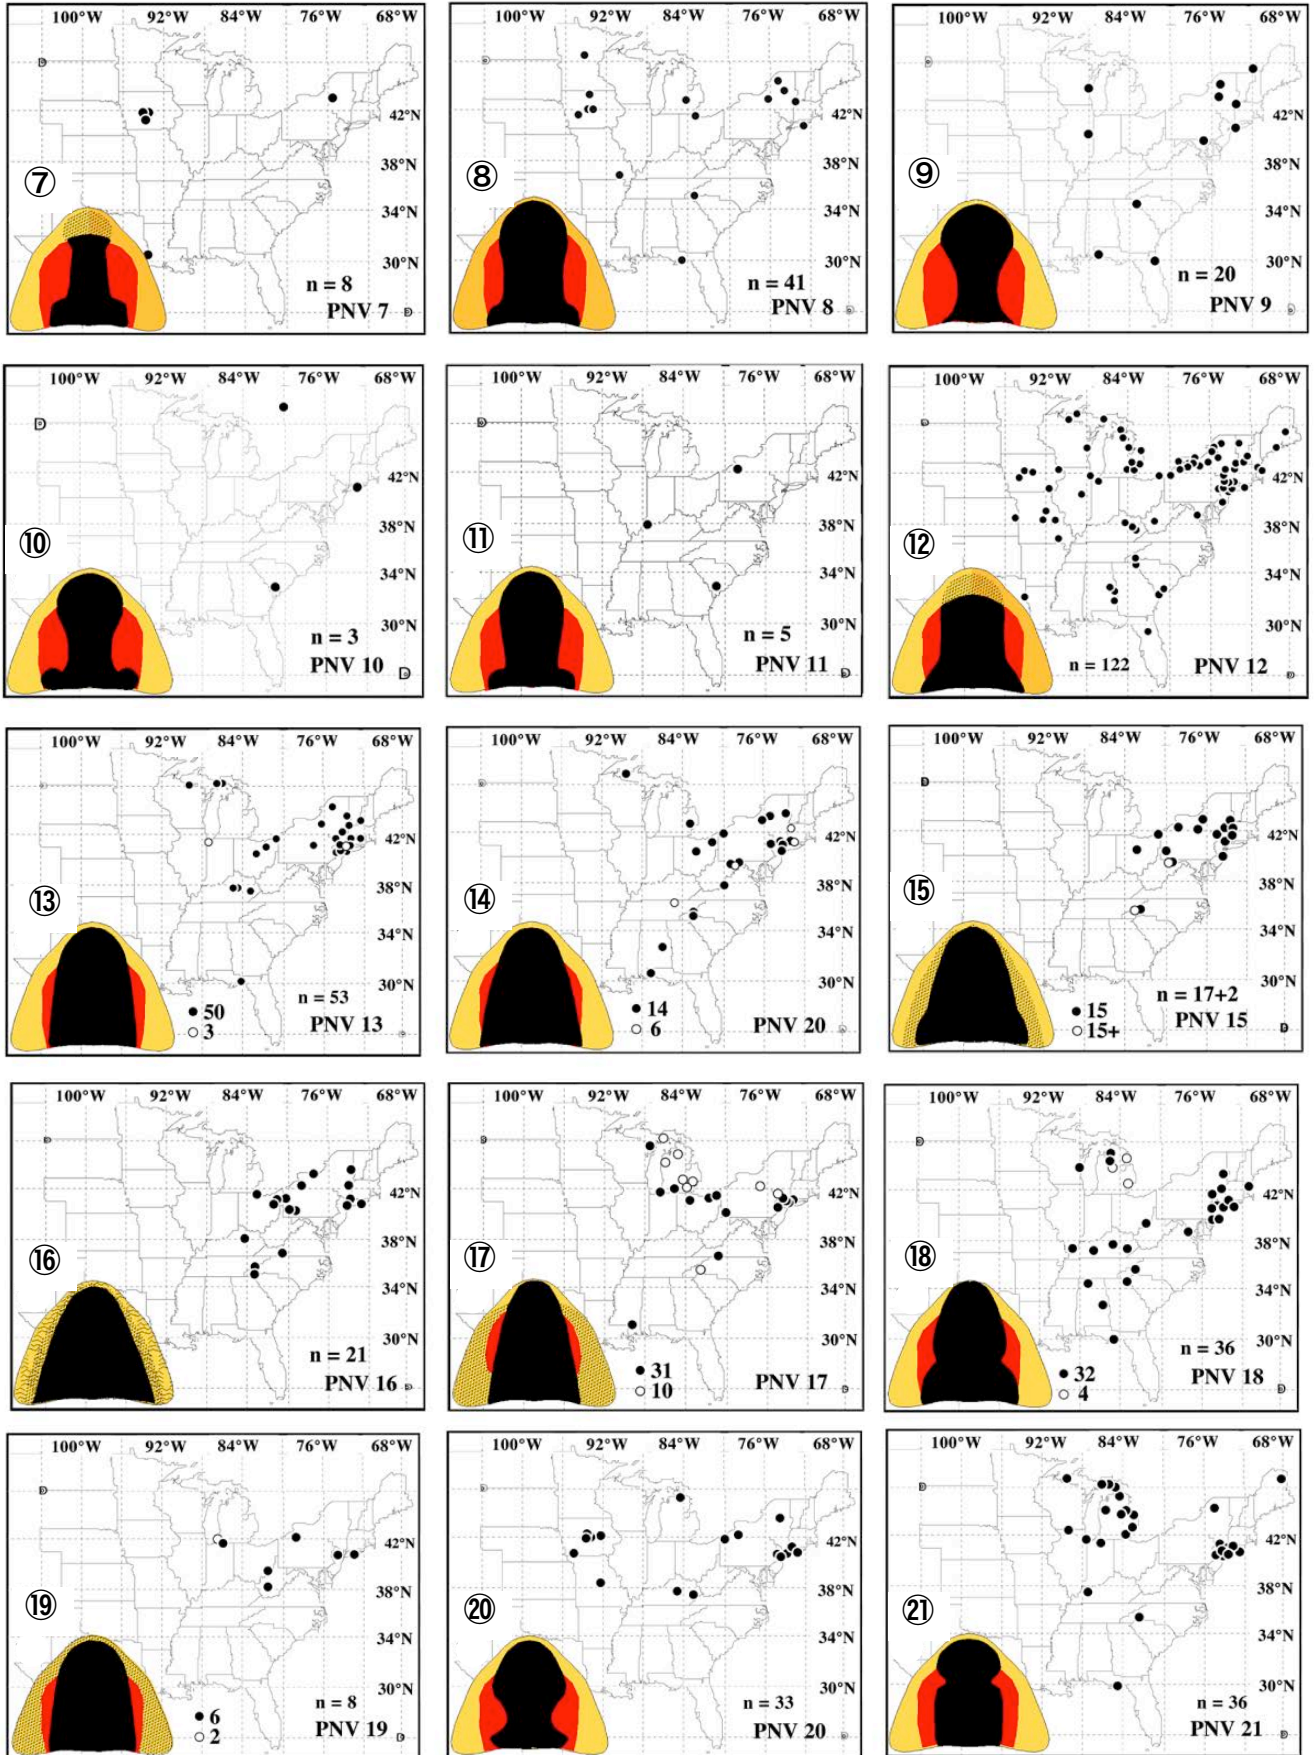 100°W 92°W 84°W 76°W 68°W
D
42°N
38°N
⑦
34°N
30°N
n = 8
PNV 7
D
100°W 92°W 84°W 76°W 68°W
D
42°N
38°N
⑧
34°N
30°N
n = 41
PNV 8
D
100°W 92°W 84°W 76°W 68°W
D
42°N
38°N
⑨
34°N
30°N
n = 20
PNV 9
D
100°W 92°W 84°W 76°W 68°W
D
42°N
38°N
⑩
34°N
30°N
n = 3
PNV 10
D
100°W 92°W 84°W 76°W 68°W
D
42°N
38°N
⑪
34°N
30°N
n = 5
PNV 11
D
100°W 92°W 84°W 76°W 68°W
D
42°N
38°N
⑫
34°N
30°N
n = 122
PNV 12
D
100°W 92°W 84°W 76°W 68°W
D
42°N
38°N
⑬
34°N
30°N
50
n = 53
3
PNV 13
100°W 92°W 84°W 76°W 68°W
D
42°N
38°N
⑭
34°N
30°N
14
6
PNV 20
D
100°W 92°W 84°W 76°W 68°W
D
42°N
38°N
⑮
34°N
30°N
15
n = 17+2
15+
PNV 15
D
100°W 92°W 84°W 76°W 68°W
D
42°N
38°N
⑯
34°N
30°N
n = 21
PNV 16
D
100°W 92°W 84°W 76°W 68°W
D
42°N
38°N
⑰
34°N
30°N
31
10
PNV 17
D
100°W 92°W 84°W 76°W 68°W
D
42°N
38°N
⑱
34°N
30°N
n = 36
32
4
PNV 18
D
100°W 92°W 84°W 76°W 68°W
D
42°N
38°N
⑲
34°N
30°N
6
n = 8
2
PNV 19
D
100°W 92°W 84°W 76°W 68°W
D
42°N
38°N
⑳
34°N
30°N
n = 33
PNV 20
D
100°W 92°W 84°W 76°W 68°W
D
42°N
38°N
㉑
34°N
30°N
n = 36
PNV 21
D